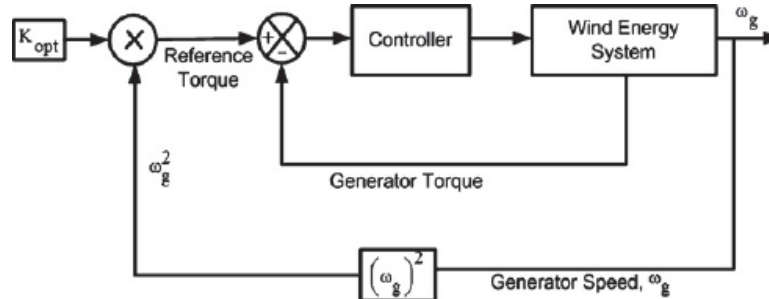 K_opt
×
Reference
Torque
+
-
Controller
Wind Energy
System
ω_g
ω_g^2
Generator Torque
(ω_g)^2
Generator Speed, ω_g